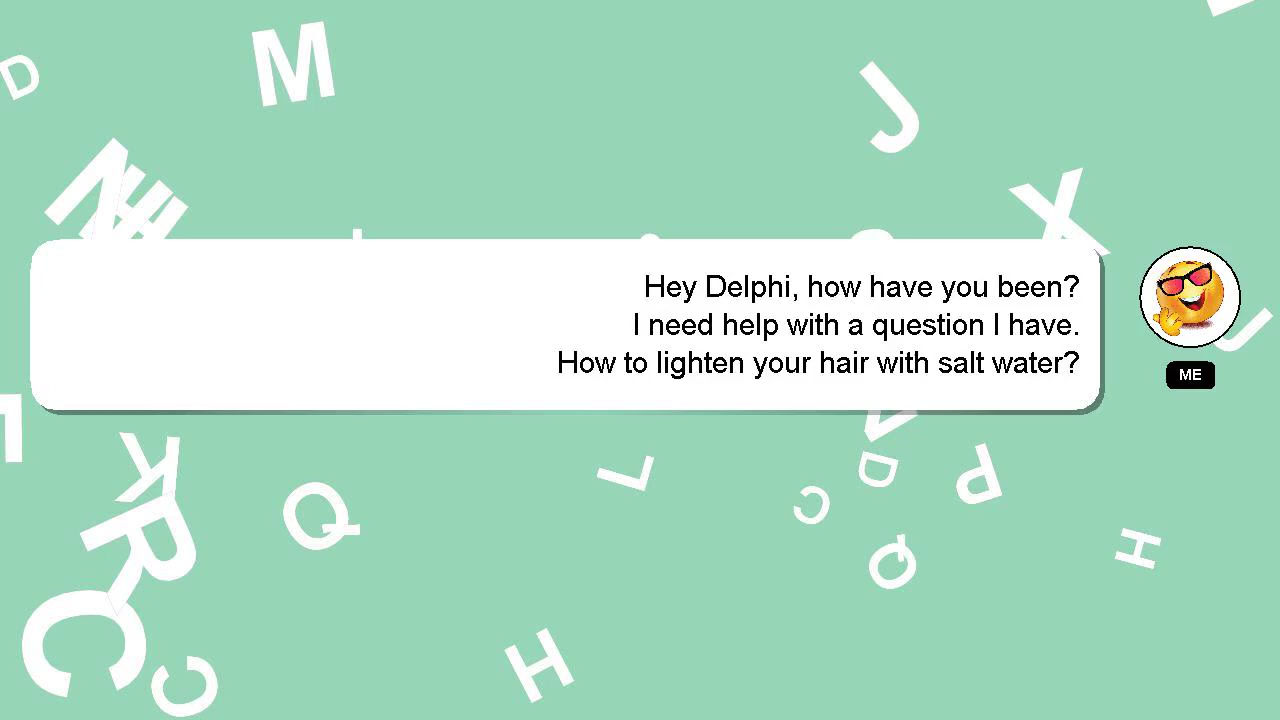 D
M
J
N
E
X
Hey Delphi, how have you been?
I need help with a question I have.
How to lighten your hair with salt water?
ME
J
R
Q
L
C
D
P
Q
H
C
C
H